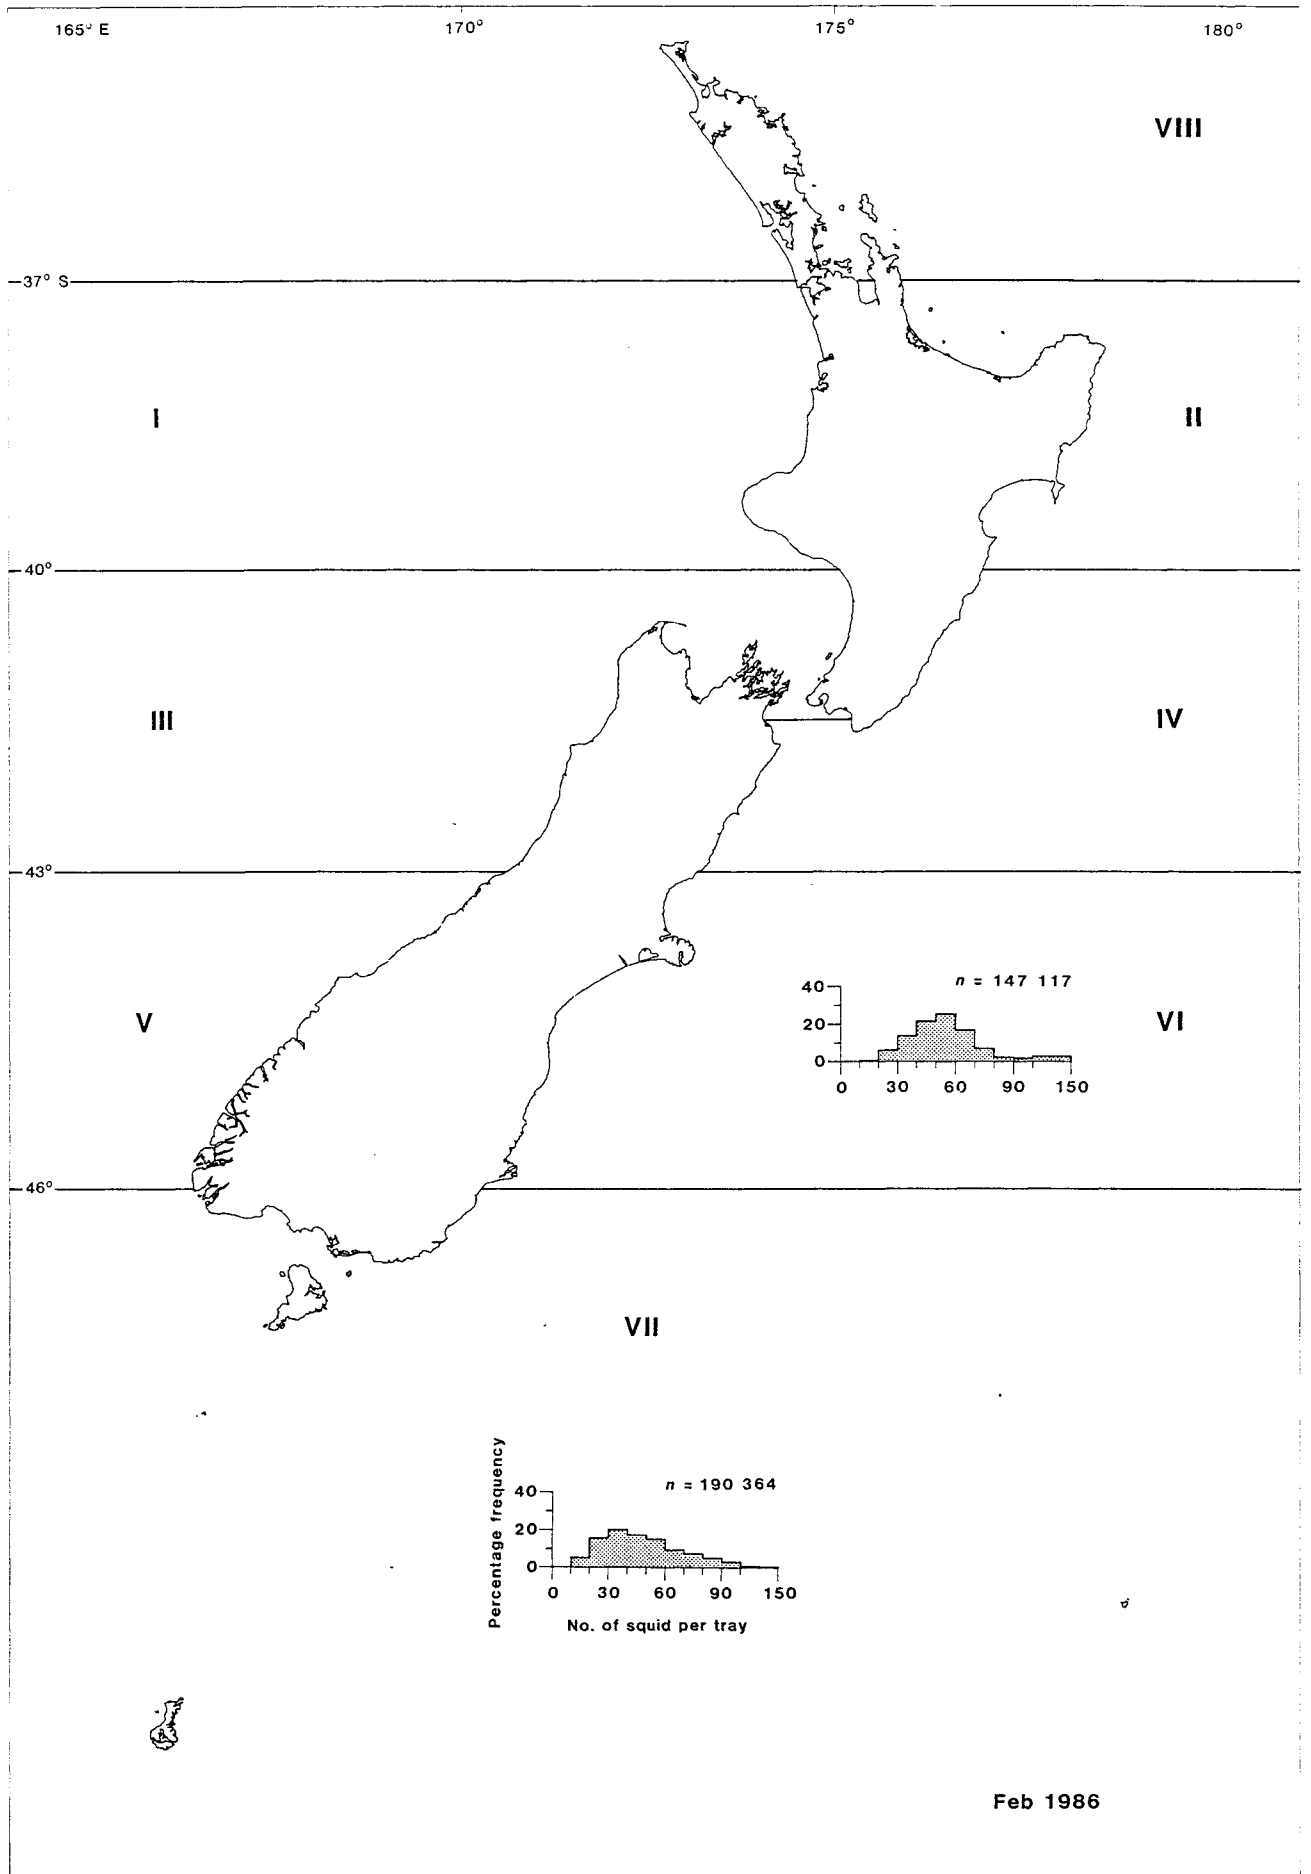 165° E 170° 175° 180°
VIII
37° S
I
II
40°
III
IV
43°
n = 147 117
40
20
0
0 30 60 90 150
V
VI
46°
VII
n = 190 364
Percentage frequency
40
20
0
0 30 60 90 150
No. of squid per tray
Feb 1986